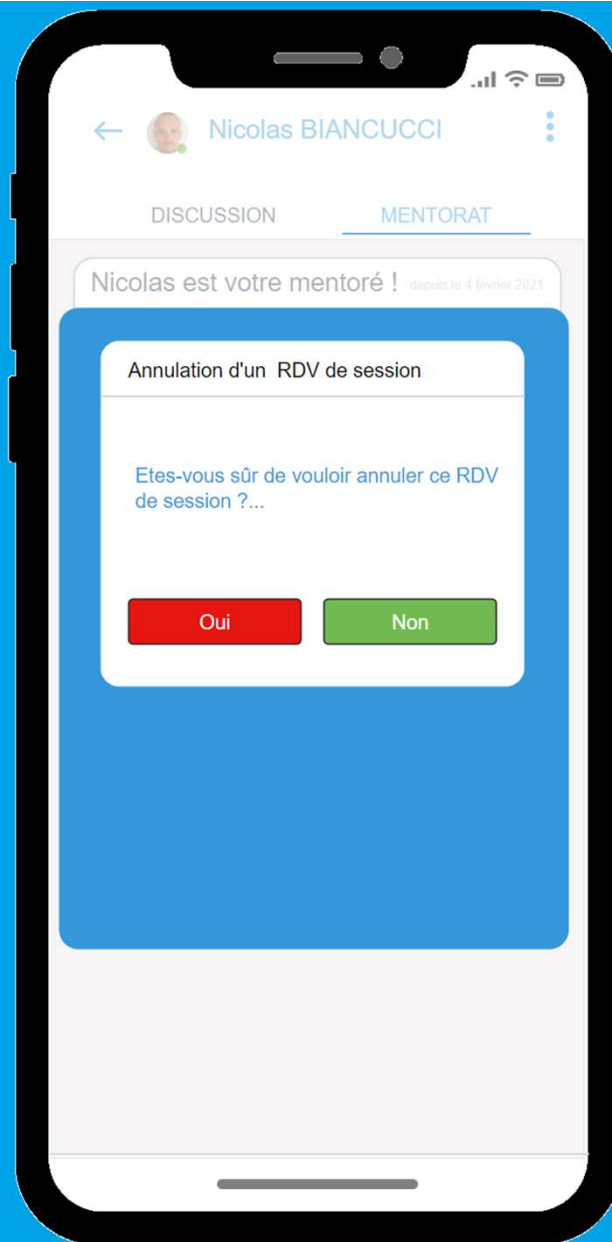 Nicolas BIANCUCCI
DISCUSSION MENTORAT
Nicolas est votre mentoré ! depuis le 4 février 2021
Annulation d'un RDV de session
Etes-vous sûr de vouloir annuler ce RDV
de session ?...
Oui Non